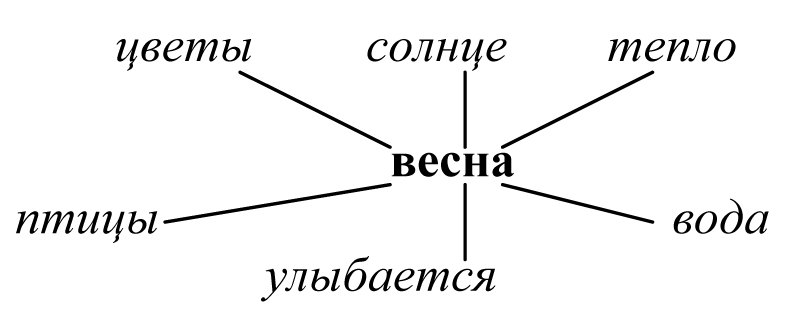 цветы солнце тепло
весна
птицы вода
улыбается